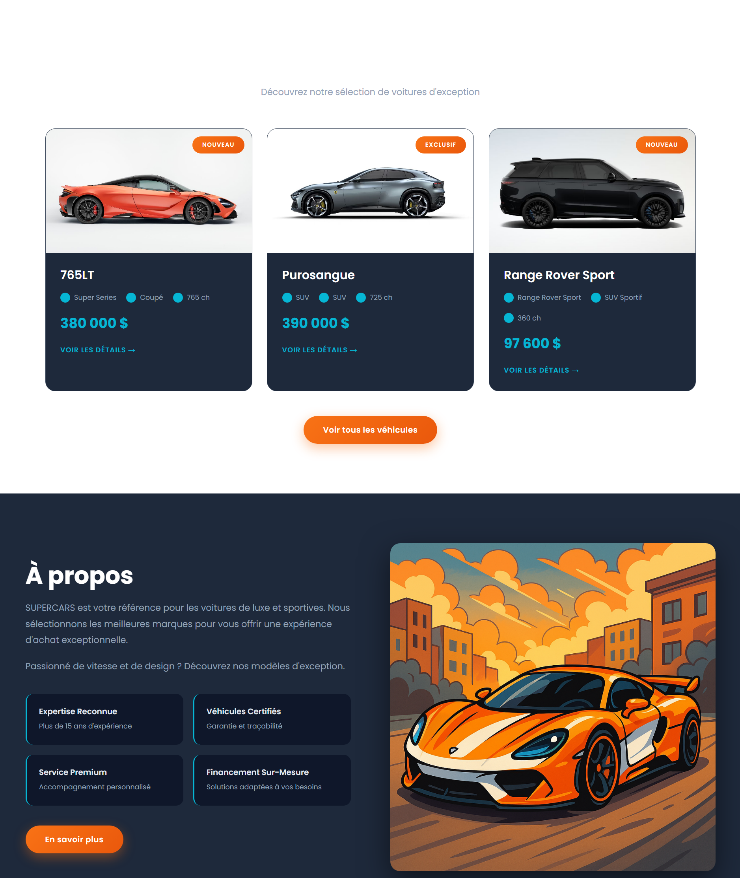 Découvrez notre sélection de voitures d'exception
NOUVEAU
EXCLUSIF
NOUVEAU
765LT
Super Series Coupé 765 ch
380 000 $
VOIR LES DÉTAILS →
Purosangue
SUV SUV 725 ch
390 000 $
VOIR LES DÉTAILS →
Range Rover Sport
Range Rover Sport SUV Sportif
360 ch
97 600 $
VOIR LES DÉTAILS →
Voir tous les véhicules
À propos
SUPERCARS est votre référence pour les voitures de luxe et sportives. Nous
sélectionnons les meilleures marques pour vous offrir une expérience
d'achat exceptionnelle.
Passionné de vitesse et de design ? Découvrez nos modèles d'exception.
Expertise Reconnue
Plus de 15 ans d'expérience
Véhicules Certifiés
Garantie et traçabilité
Service Premium
Accompagnement personnalisé
Financement Sur-Mesure
Solutions adaptées à vos besoins
En savoir plus